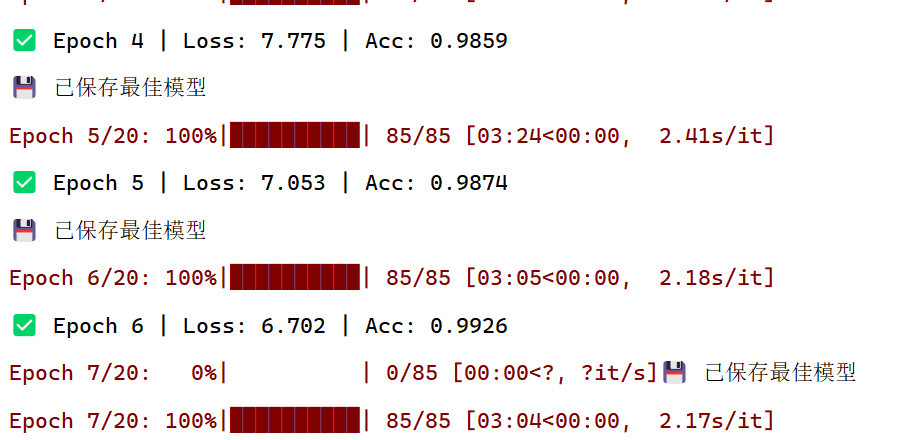 ✅ Epoch 4 | Loss: 7.775 | Acc: 0.9859
💾 已保存最佳模型
Epoch 5/20: 100%|██████████| 85/85 [03:24<00:00,  2.41s/it]
✅ Epoch 5 | Loss: 7.053 | Acc: 0.9874
💾 已保存最佳模型
Epoch 6/20: 100%|██████████| 85/85 [03:05<00:00,  2.18s/it]
✅ Epoch 6 | Loss: 6.702 | Acc: 0.9926
Epoch 7/20:   0%|          | 0/85 [00:00<?, ?it/s]💾 已保存最佳模型
Epoch 7/20: 100%|██████████| 85/85 [03:04<00:00,  2.17s/it]